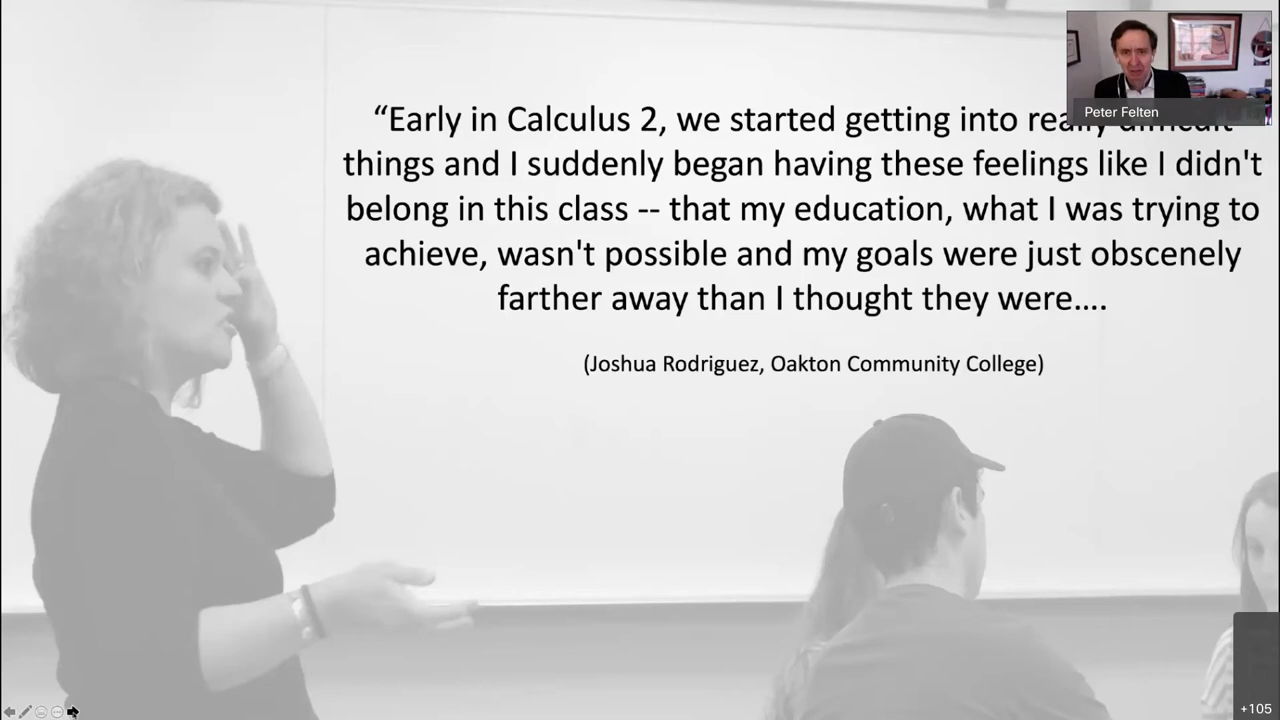 “Early in Calculus 2, we started getting into really difficult
things and I suddenly began having these feelings like I didn't
belong in this class -- that my education, what I was trying to
achieve, wasn't possible and my goals were just obscenely
farther away than I thought they were….
(Joshua Rodriguez, Oakton Community College)
Peter Felten
+105